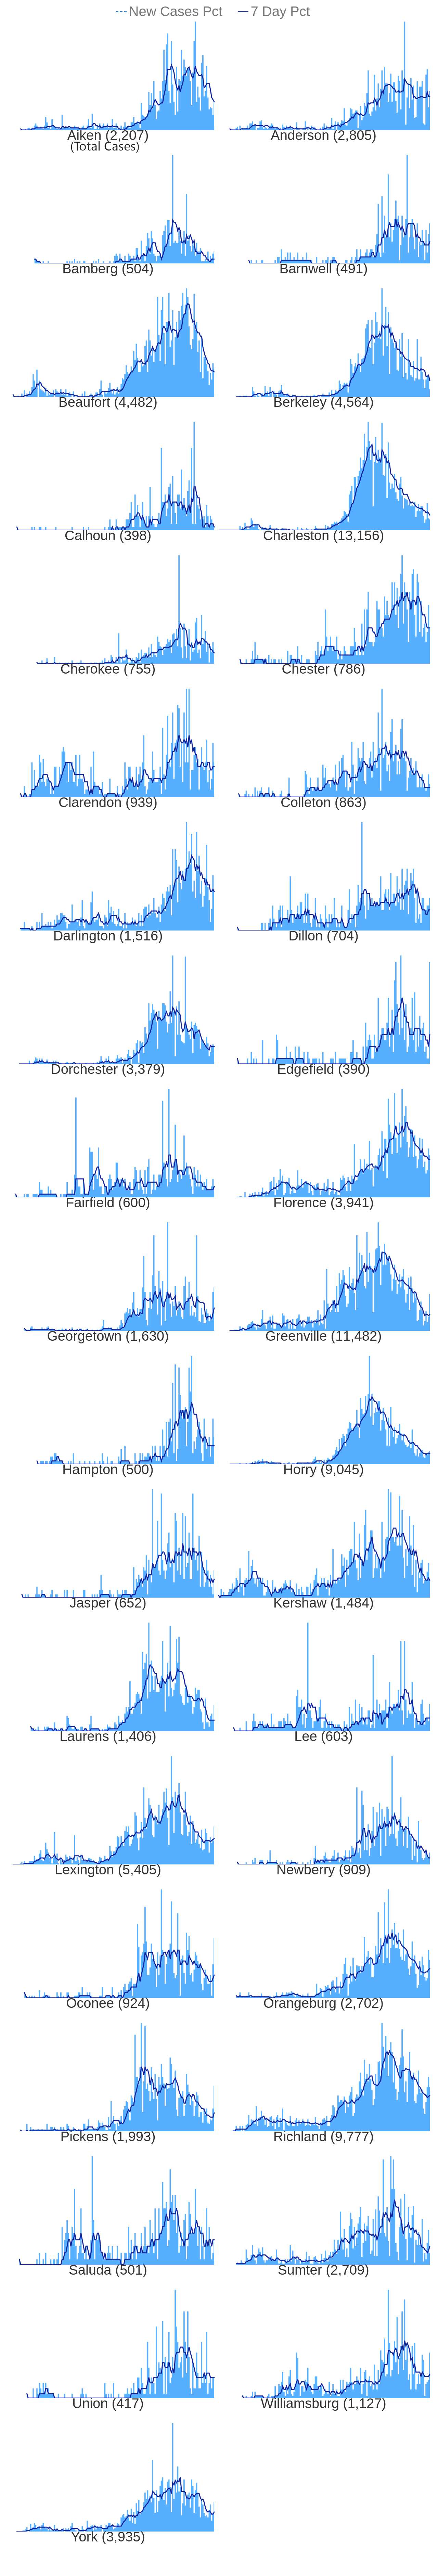 New Cases Pct 7 Day Pct
Aiken (2,207) Anderson (2,805)
(Total Cases)
Bamberg (504) Barnwell (491)
Beaufort (4,482) Berkeley (4,564)
Calhoun (398) Charleston (13,156)
Cherokee (755) Chester (786)
Clarendon (939) Colleton (863)
Darlington (1,516) Dillon (704)
Dorchester (3,379) Edgefield (390)
Fairfield (600) Florence (3,941)
Georgetown (1,630) Greenville (11,482)
Hampton (500) Horry (9,045)
Jasper (652) Kershaw (1,484)
Laurens (1,406) Lee (603)
Lexington (5,405) Newberry (909)
Oconee (924) Orangeburg (2,702)
Pickens (1,993) Richland (9,777)
Saluda (501) Sumter (2,709)
Union (417) Williamsburg (1,127)
York (3,935)